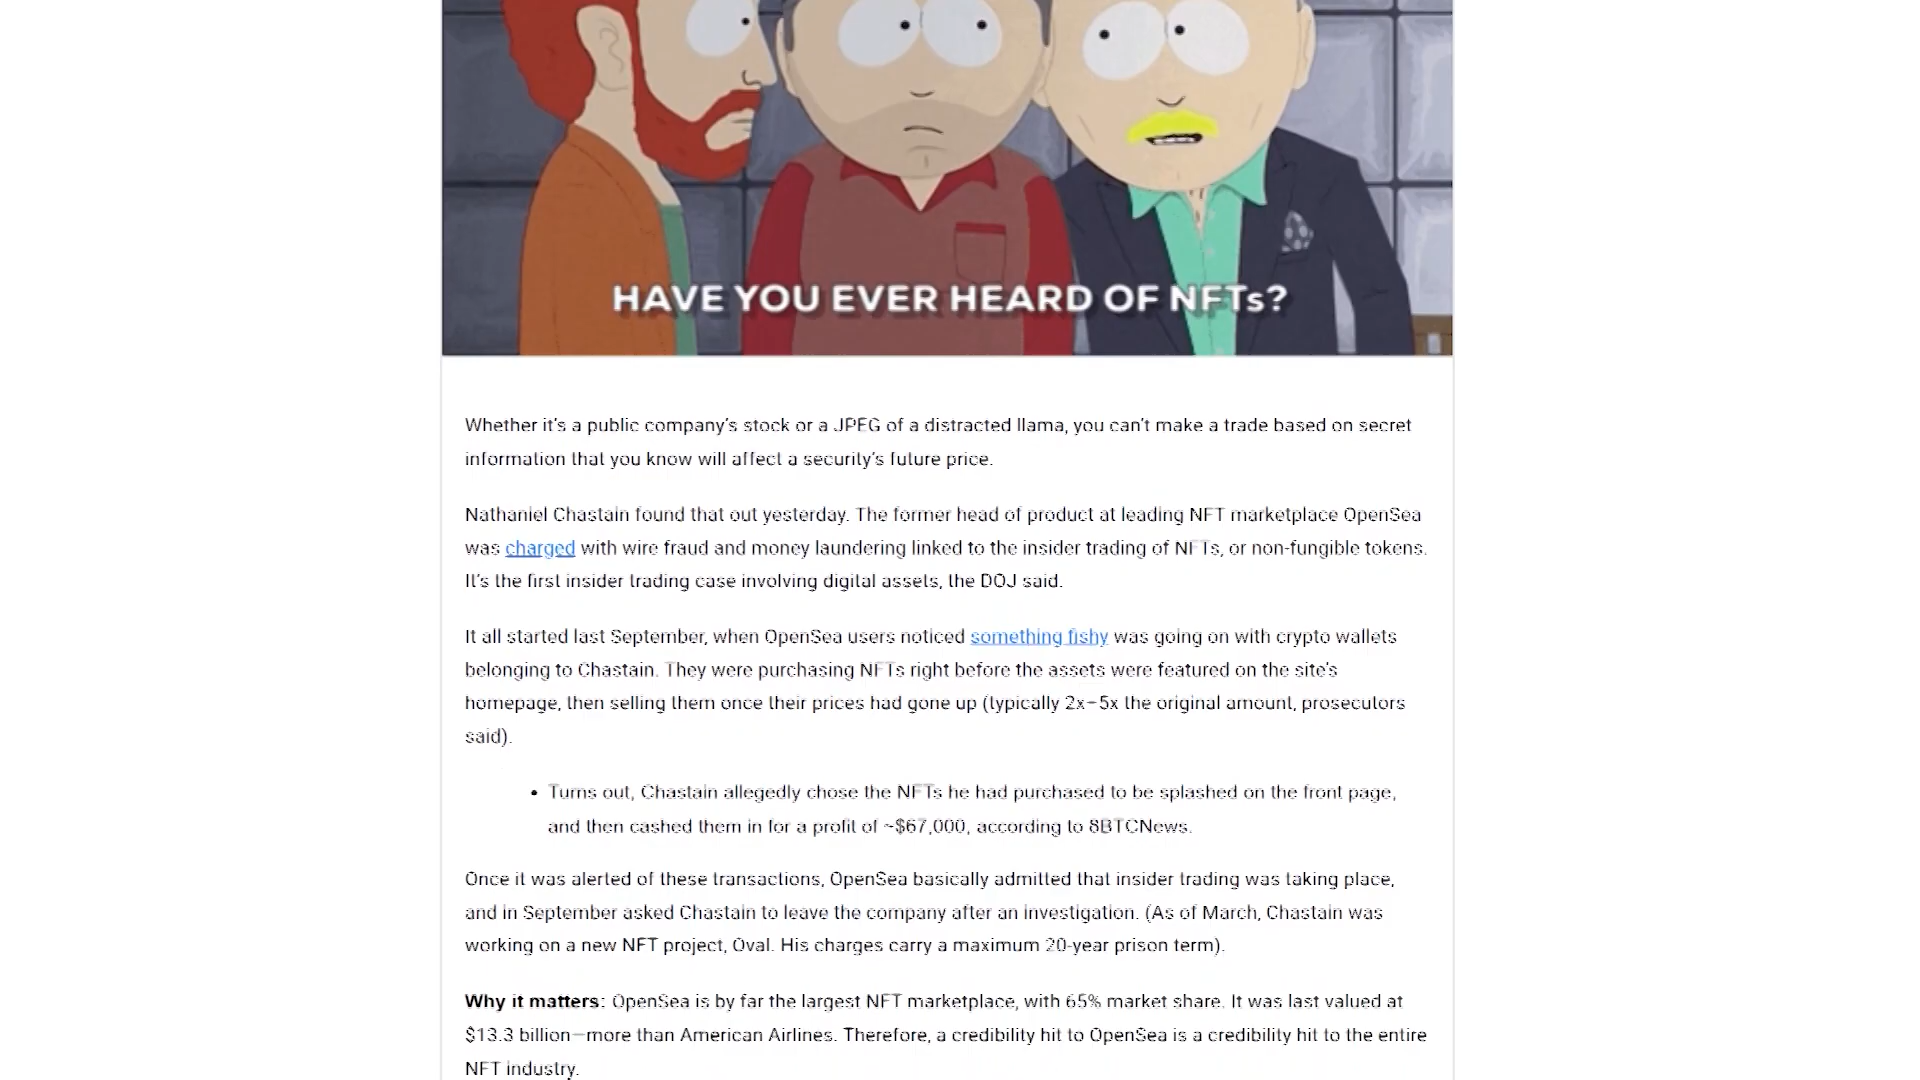 HAVE YOU EVER HEARD OF NFTs?
Whether it's a public company's stock or a JPEG of a distracted llama, you can't make a trade based on secret
information that you know will affect a security's future price.
Nathaniel Chastain found that out yesterday. The former head of product at leading NFT marketplace OpenSea
was charged with wire fraud and money laundering linked to the insider trading of NFTs, or non-fungible tokens.
It's the first insider trading case involving digital assets, the DOJ said.
It all started last September, when OpenSea users noticed something fishy was going on with crypto wallets
belonging to Chastain. They were purchasing NFTs right before the assets were featured on the site's
homepage, then selling them once their prices had gone up (typically 2x–5x the original amount, prosecutors
said).
• Turns out, Chastain allegedly chose the NFTs he had purchased to be splashed on the front page,
and then cashed them in for a profit of ~$67,000, according to 8BTCNews.
Once it was alerted of these transactions, OpenSea basically admitted that insider trading was taking place,
and in September asked Chastain to leave the company after an investigation. (As of March, Chastain was
working on a new NFT project, Oval. His charges carry a maximum 20-year prison term).
Why it matters: OpenSea is by far the largest NFT marketplace, with 65% market share. It was last valued at
$13.3 billion—more than American Airlines. Therefore, a credibility hit to OpenSea is a credibility hit to the entire
NFT industry.